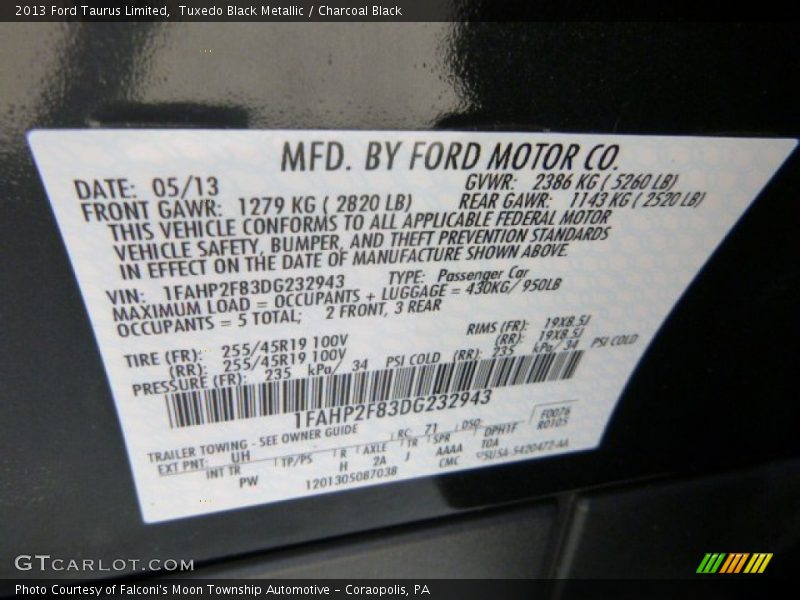 2013 Ford Taurus Limited, Tuxedo Black Metallic / Charcoal Black
MFD. BY FORD MOTOR CO.
DATE: 05/13 GVWR: 2386 KG ( 5260 LB)
FRONT GAWR: 1279 KG ( 2820 LB) REAR GAWR: 1143 KG ( 2520 LB)
THIS VEHICLE CONFORMS TO ALL APPLICABLE FEDERAL MOTOR
VEHICLE SAFETY, BUMPER, AND THEFT PREVENTION STANDARDS
IN EFFECT ON THE DATE OF MANUFACTURE SHOWN ABOVE.
VIN: 1FAHP2F83DG232943 TYPE: Passenger Car
MAXIMUM LOAD = OCCUPANTS + LUGGAGE = 430KG/ 950LB
OCCUPANTS = 5 TOTAL; 2 FRONT, 3 REAR
TIRE (FR): 255/45R19 100V RIMS (FR): 19X8.5J
(RR): 255/45R19 100V (RR): 19X8.5J
PRESSURE (FR): 235 kPa/ 34 PSI COLD (RR): 235 kPa/ 34 PSI COLD
1FAHP2F83DG232943
TRAILER TOWING - SEE OWNER GUIDE F0076
EXT PNT: UH RC: 71 DSO: R0105
INT TR TP/PS R AXLE TR SPR DPHTF
PW H 2A J AAAA TOA
1201305087038 CMC 5U5A-5420472-AA
GTCARLOT.COM
Photo Courtesy of Falconi's Moon Township Automotive - Coraopolis, PA